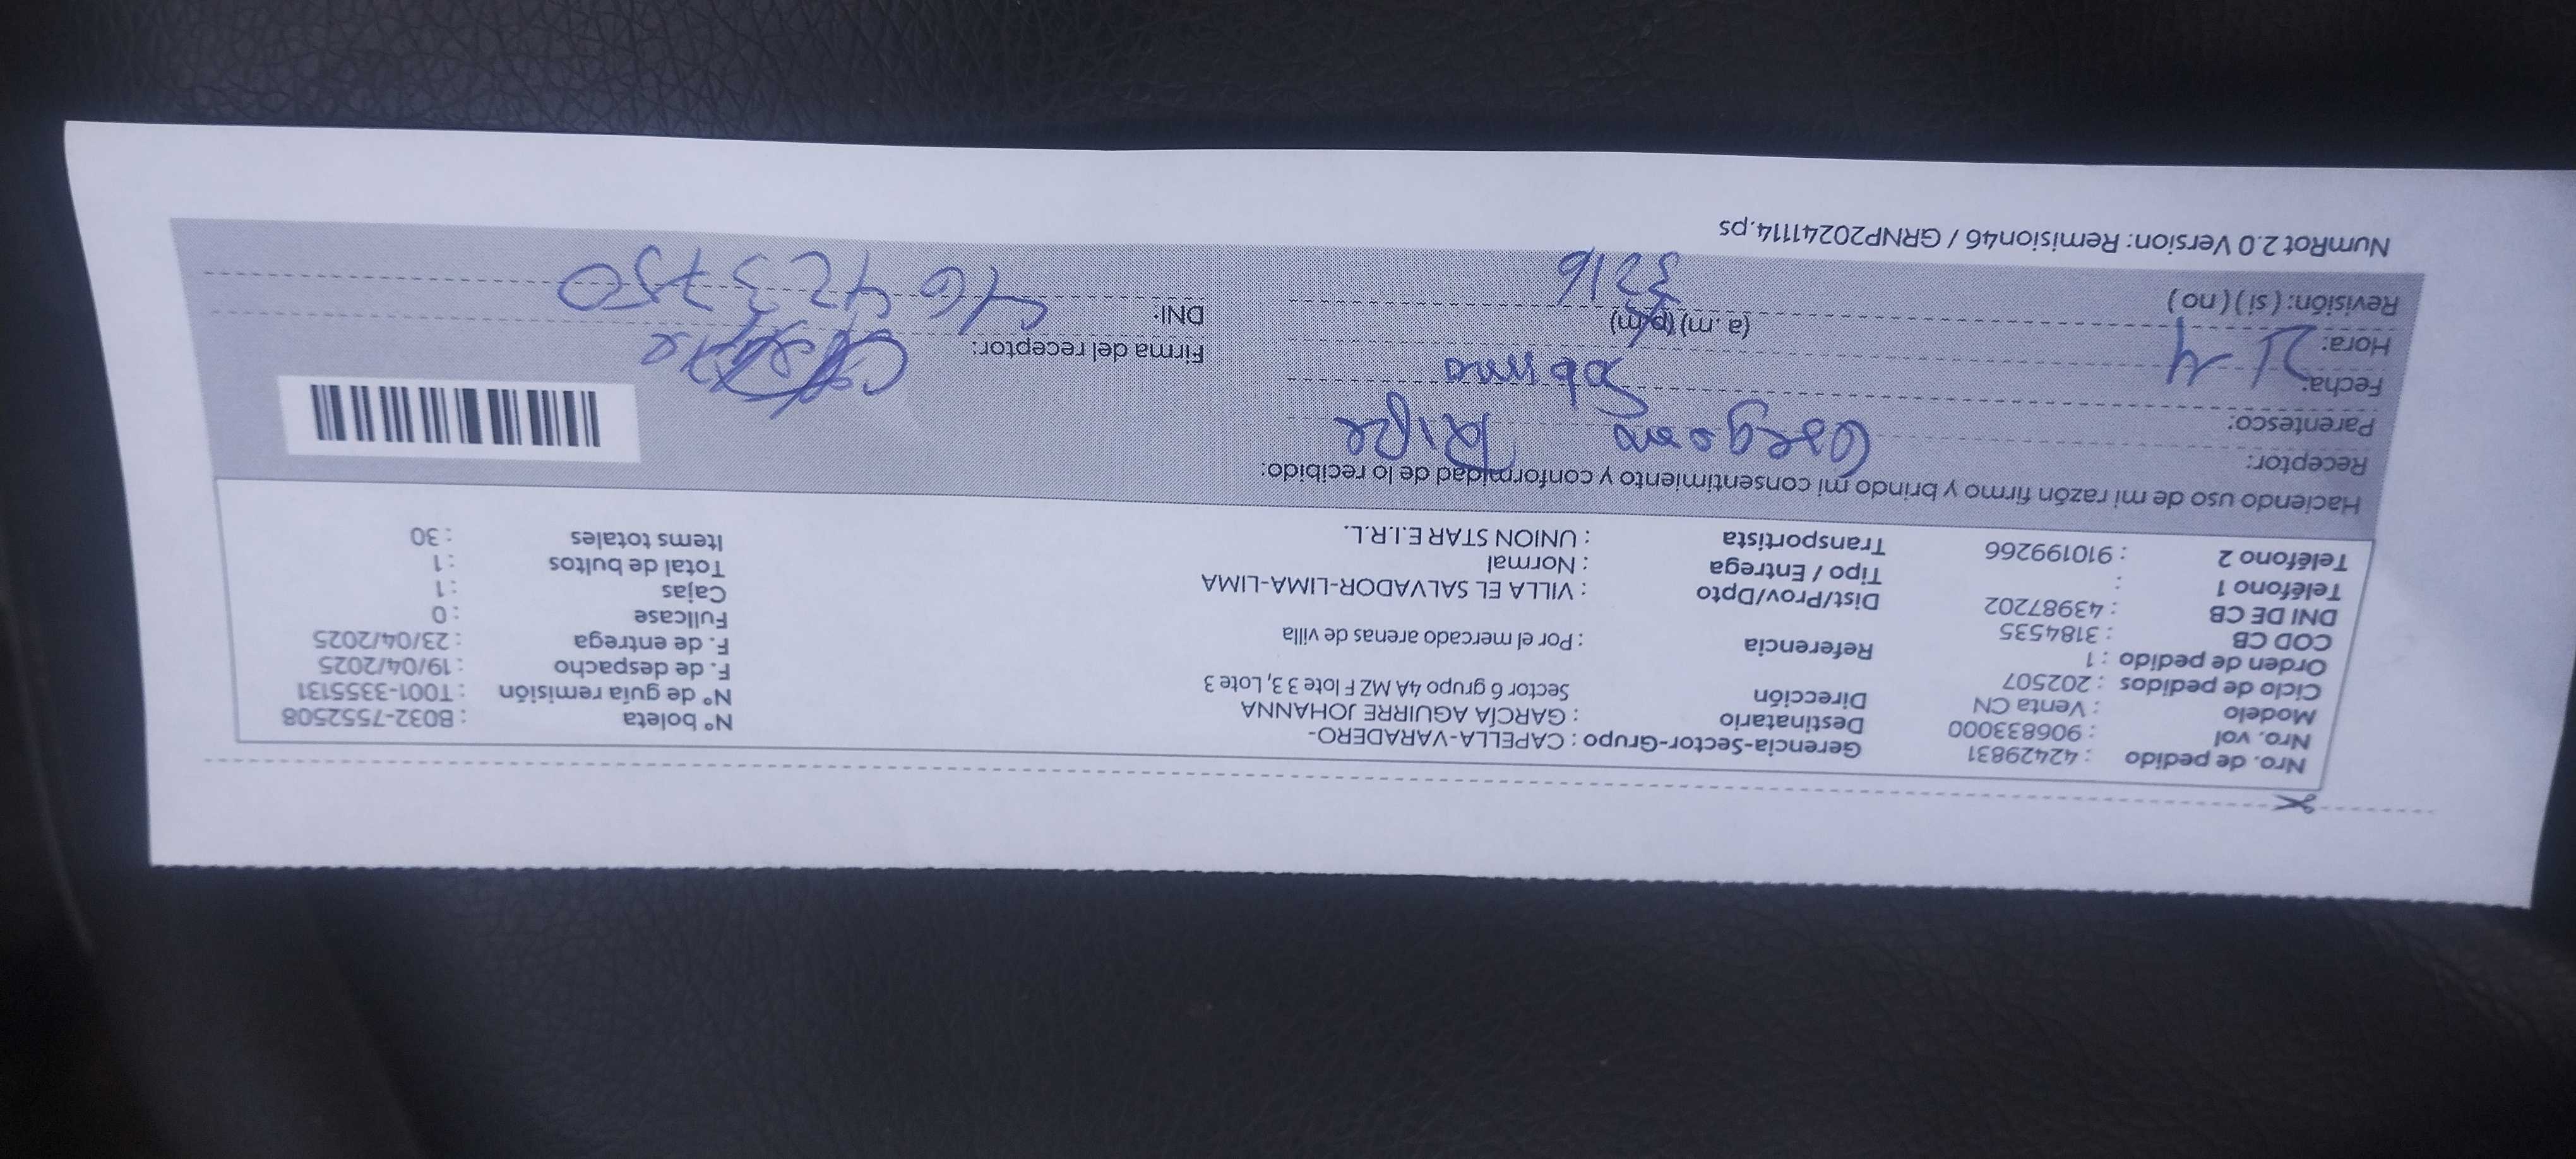 Nro. de pedido : 42429831 Gerencia-Sector-Grupo : CAPELLA-VARADERO- Nº boleta : B032-7552508
Nro. vol : 906833000 Destinatario : GARCÍA AGUIRRE JOHANNA Nº de guía remisión : T001-3355131
Modelo : Venta CN Dirección Sector 6 grupo 4A MZ F lote 3 3, Lote 3 F. de despacho : 19/04/2025
Ciclo de pedidos : 202507 Referencia : Por el mercado arenas de villa F. de entrega : 23/04/2025
Orden de pedido : 1 Dist/Prov/Dpto : VILLA EL SALVADOR-LIMA-LIMA Fullcase : 0
COD CB : 3184535 Tipo / Entrega : Normal Cajas : 1
DNI DE CB : 43987202 Transportista : UNION STAR E.I.R.L. Total de bultos : 1
Teléfono 1 : Items totales : 30
Teléfono 2 : 910199266
Haciendo uso de mi razón firmo y brindo mi consentimiento y conformidad de lo recibido:
Receptor:
Parentesco:
Fecha:
Hora: (a.m) (p.m) Firma del receptor:
Revisión: (si) (no) 3216 DNI: 46423750
NumRot 2.0 Version: Remision46 / GRNP20241114.ps